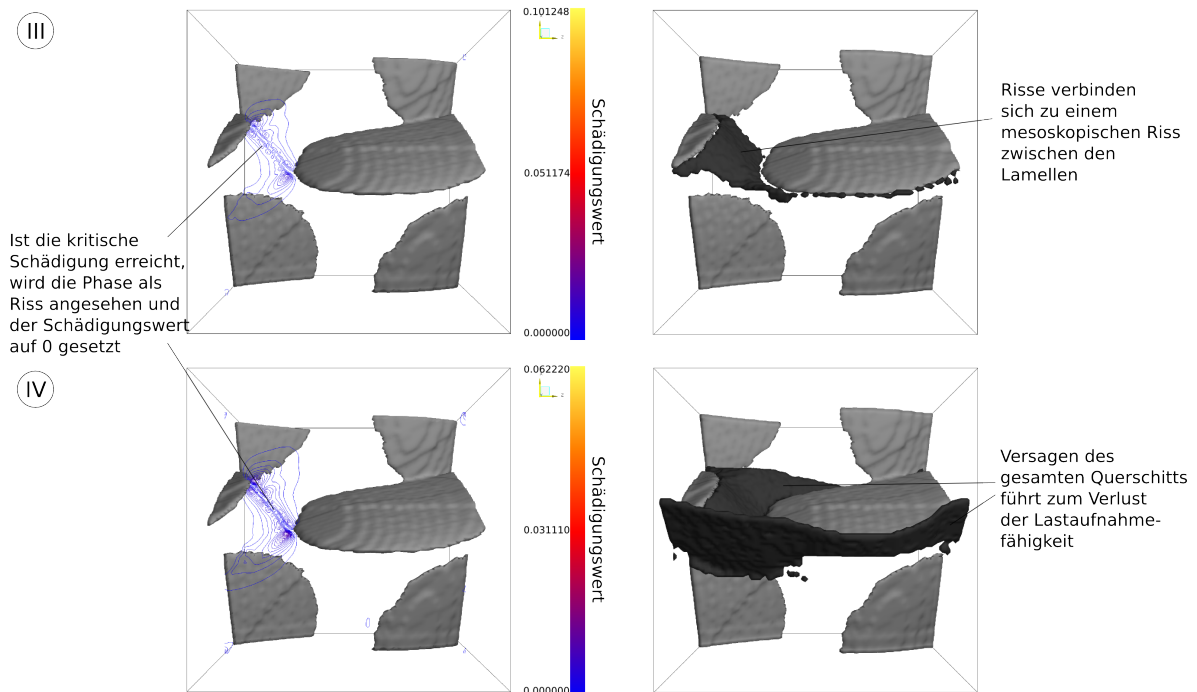 III
0.101248
0.051174
0.000000
Schädigungswert
Risse verbinden
sich zu einem
mesoskopischen Riss
zwischen den
Lamellen
Ist die kritische
Schädigung erreicht,
wird die Phase als
Riss angesehen und
der Schädigungswert
auf 0 gesetzt
IV
0.062220
0.031110
0.000000
Schädigungswert
Versagen des
gesamten Querschitts
führt zum Verlust
der Lastaufnahme-
fähigkeit